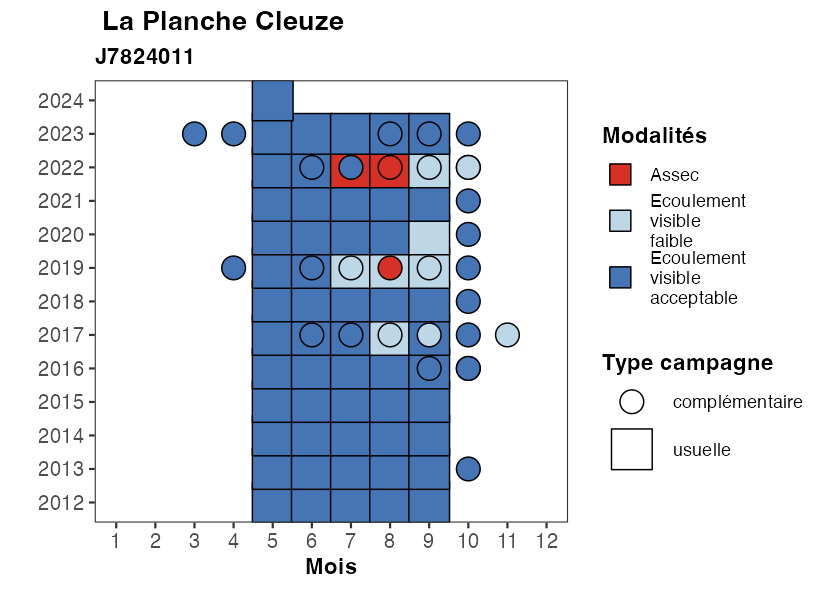 La Planche Cleuze
J7824011
2024
2023
2022
2021
2020
2019
2018
2017
2016
2015
2014
2013
2012
1 2 3 4 5 6 7 8 9 10 11 12
Mois
Modalités
Assec
Ecoulement
visible
faible
Ecoulement
visible
acceptable
Type campagne
complémentaire
usuelle